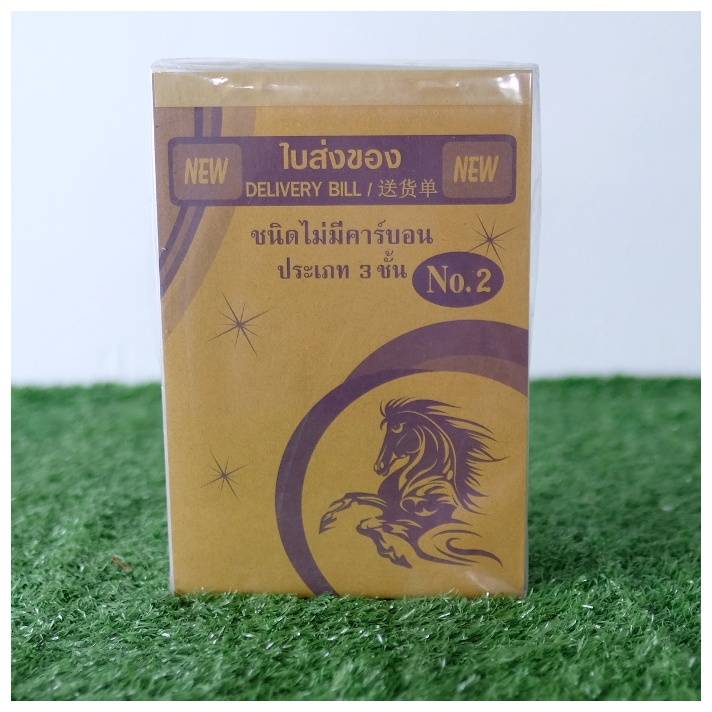 ใบส่งของ
NEW NEW
DELIVERY BILL / 送货单
ชนิดไม่มีคาร์บอน
ประเภท 3 ชั้น No. 2